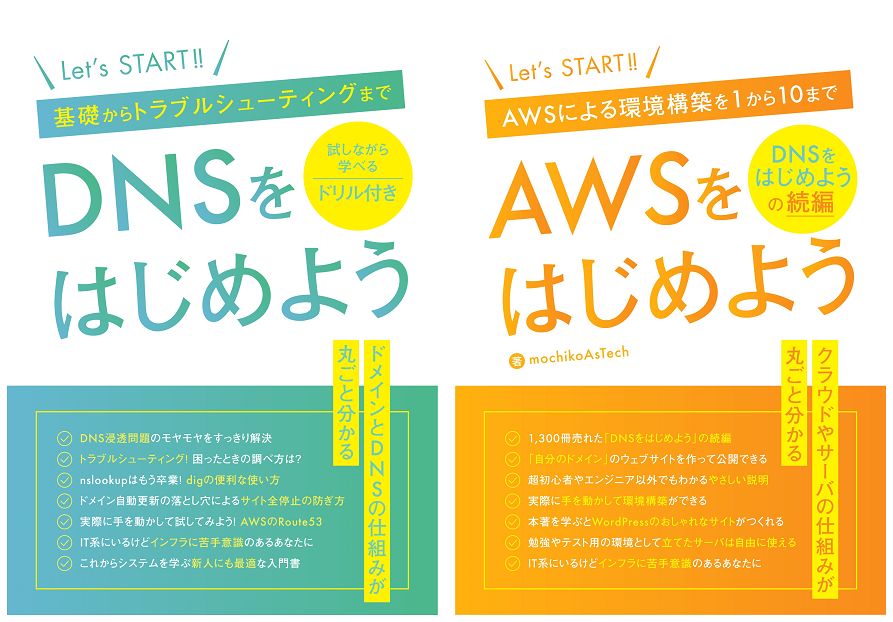 Let's START!!
基礎からトラブルシューティングまで
DNSを
はじめよう
試しながら
学べる
ドリル付き
ドメインとDNSの仕組みが
丸ごと分かる
DNS浸透問題のモヤモヤをすっきり解決
トラブルシューティング! 困ったときの調べ方は?
nslookupはもう卒業! digの便利な使い方
ドメイン自動更新の落とし穴によるサイト全停止の防ぎ方
実際に手を動かして試してみよう! AWSのRoute53
IT系にいるけどインフラに苦手意識のあるあなたに
これからシステムを学ぶ新人にも最適な入門書
Let's START!!
AWSによる環境構築を1から10まで
AWSを
はじめよう
DNSを
はじめよう
の続編
著 mochikoAsTech
クラウドやサーバの仕組みが
丸ごと分かる
1,300冊売れた「DNSをはじめよう」の続編
「自分のドメイン」のウェブサイトを作って公開できる
超初心者やエンジニア以外でもわかるやさしい説明
実際に手を動かして環境構築ができる
本著を学ぶとWordPressのおしゃれなサイトがつくれる
勉強やテスト用の環境として立てたサーバは自由に使える
IT系にいるけどインフラに苦手意識のあるあなたに